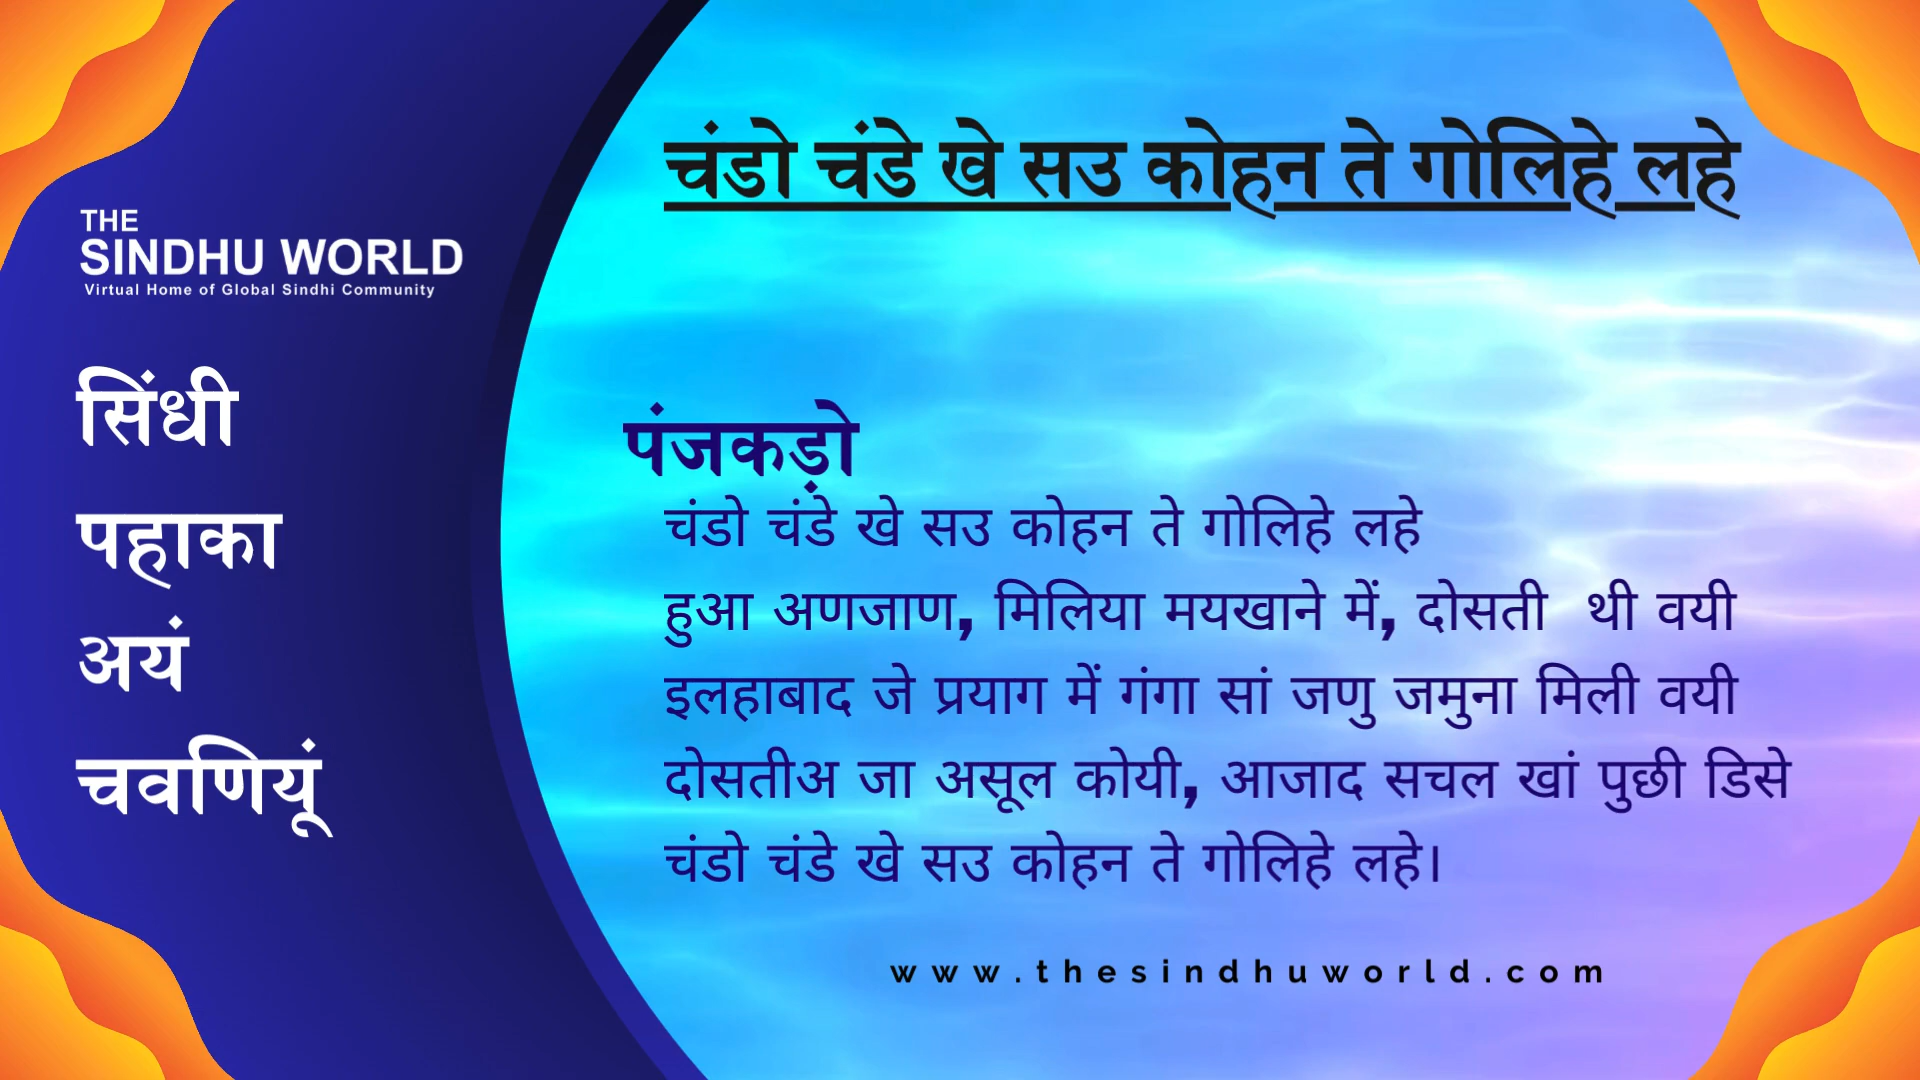 THE
SINDHU WORLD
Virtual Home of Global Sindhi Community
सिंधी
पहाका
अयं
चवणियूं
चंडो चंडे खे सउ कोहन ते गोलिहे लहे
पंजकड़ो
चंडो चंडे खे सउ कोहन ते गोलिहे लहे
हुआ अणजाण, मिलिया मयखाने में, दोसती थी वयी
इलहाबाद जे प्रयाग में गंगा सां जणु जमुना मिली वयी
दोसतीअ जा असूल कोयी, आजाद सचल खां पुछी डिसे
चंडो चंडे खे सउ कोहन ते गोलिहे लहे।
www.thesindhuworld.com